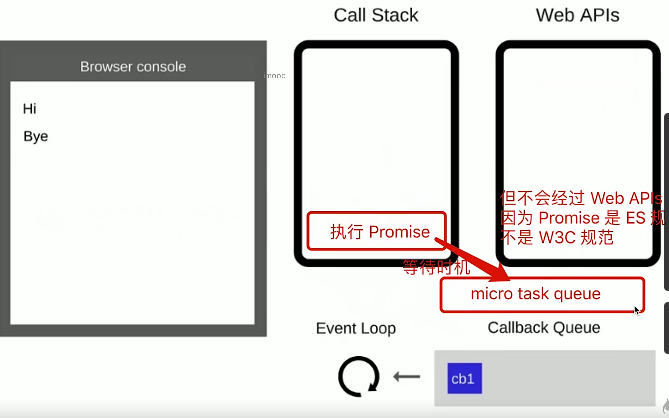 Call Stack
Web APIs
Browser console
imooc
Hi
Bye
但不会经过 Web APIs
因为 Promise 是 ES 规
不是 W3C 规范
执行 Promise
等待时机
micro task queue
Event Loop
Callback Queue
cb1